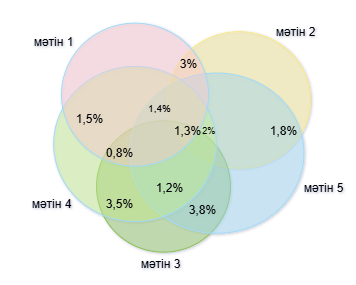 мәтін 1
мәтін 2
3%
1,4%
1,5%
1,3% 2%
1,8%
0,8%
1,2%
мәтін 5
мәтін 4
3,5%
3,8%
мәтін 3